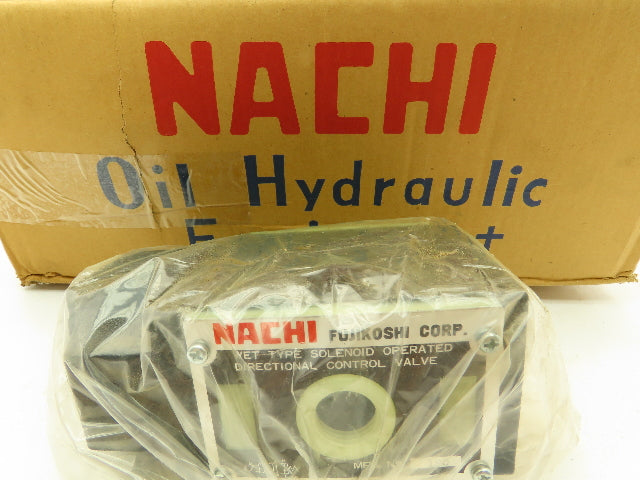 NACHI
Oil Hydraulic
NACHI FUJIKOSHI CORP.
WET-TYPE SOLENOID OPERATED
DIRECTIONAL CONTROL VALVE